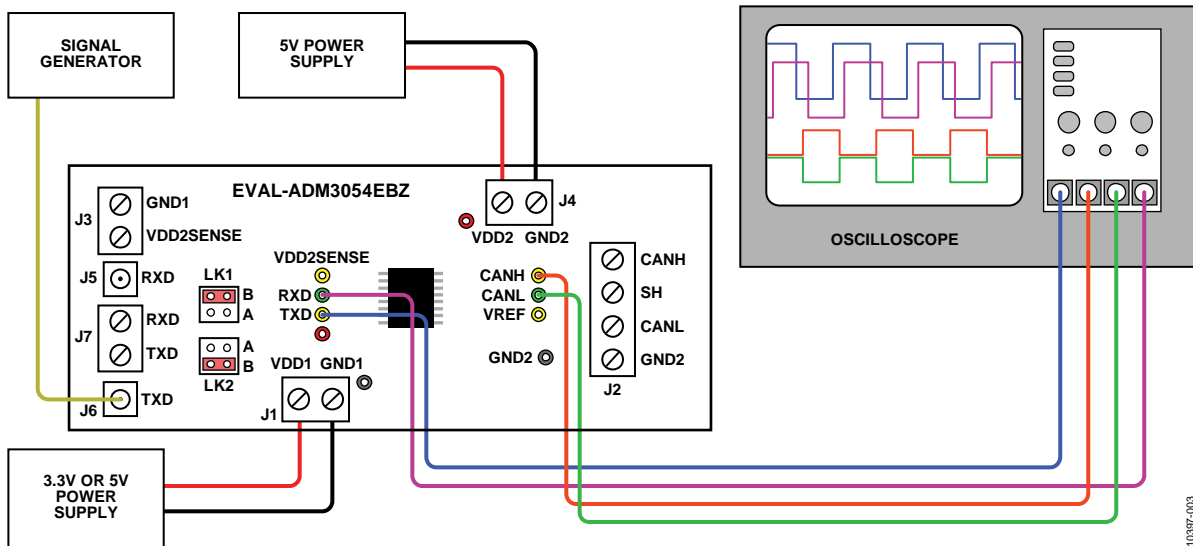 SIGNAL
GENERATOR
5V POWER
SUPPLY
EVAL-ADM3054EBZ
J3
GND1
VDD2SENSE
J5
RXD
LK1
B
A
J7
RXD
TXD
A
B
LK2
J6
TXD
VDD2SENSE
RXD
TXD
VDD1 GND1
J1
J4
VDD2 GND2
CANH
CANL
VREF
GND2
CANH
SH
CANL
GND2
J2
OSCILLOSCOPE
3.3V OR 5V
POWER
SUPPLY
10397-003